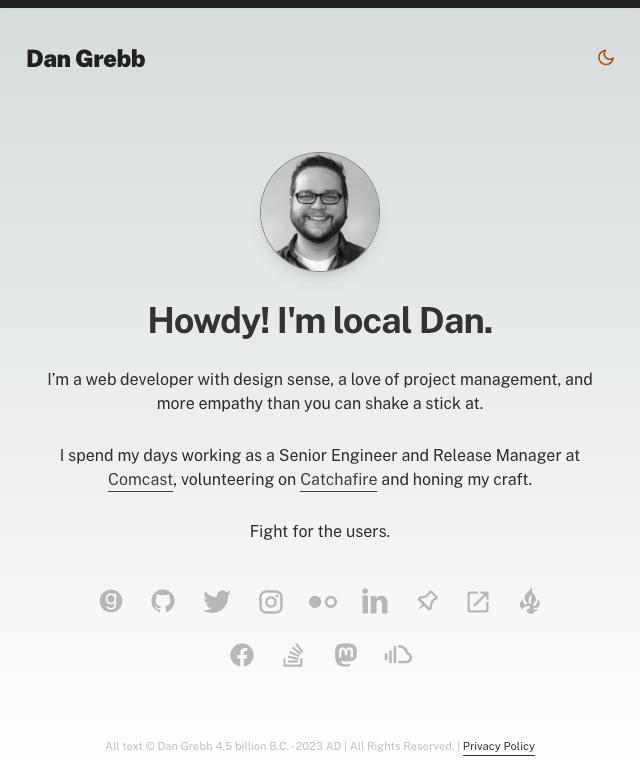 Dan Grebb
Howdy! I'm local Dan.
I’m a web developer with design sense, a love of project management, and
more empathy than you can shake a stick at.
I spend my days working as a Senior Engineer and Release Manager at
Comcast, volunteering on Catchafire and honing my craft.
Fight for the users.
All text © Dan Grebb 4.5 billion B.C. - 2023 AD | All Rights Reserved. | Privacy Policy